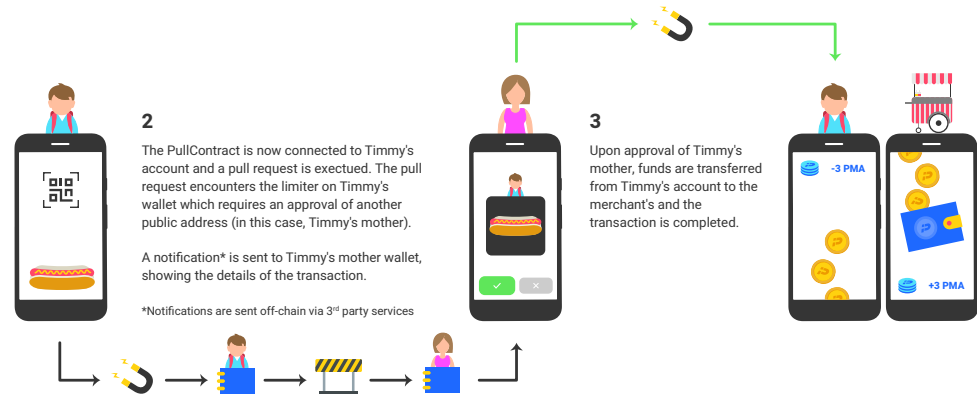 2
The PullContract is now connected to Timmy's
account and a pull request is exectued. The pull
request encounters the limiter on Timmy's
wallet which requires an approval of another
public address (in this case, Timmy's mother).
A notification* is sent to Timmy's mother wallet,
showing the details of the transaction.
*Notifications are sent off-chain via 3rd party services
3
Upon approval of Timmy's
mother, funds are transferred
from Timmy's account to the
merchant's and the
transaction is completed.
-3 PMA
+3 PMA